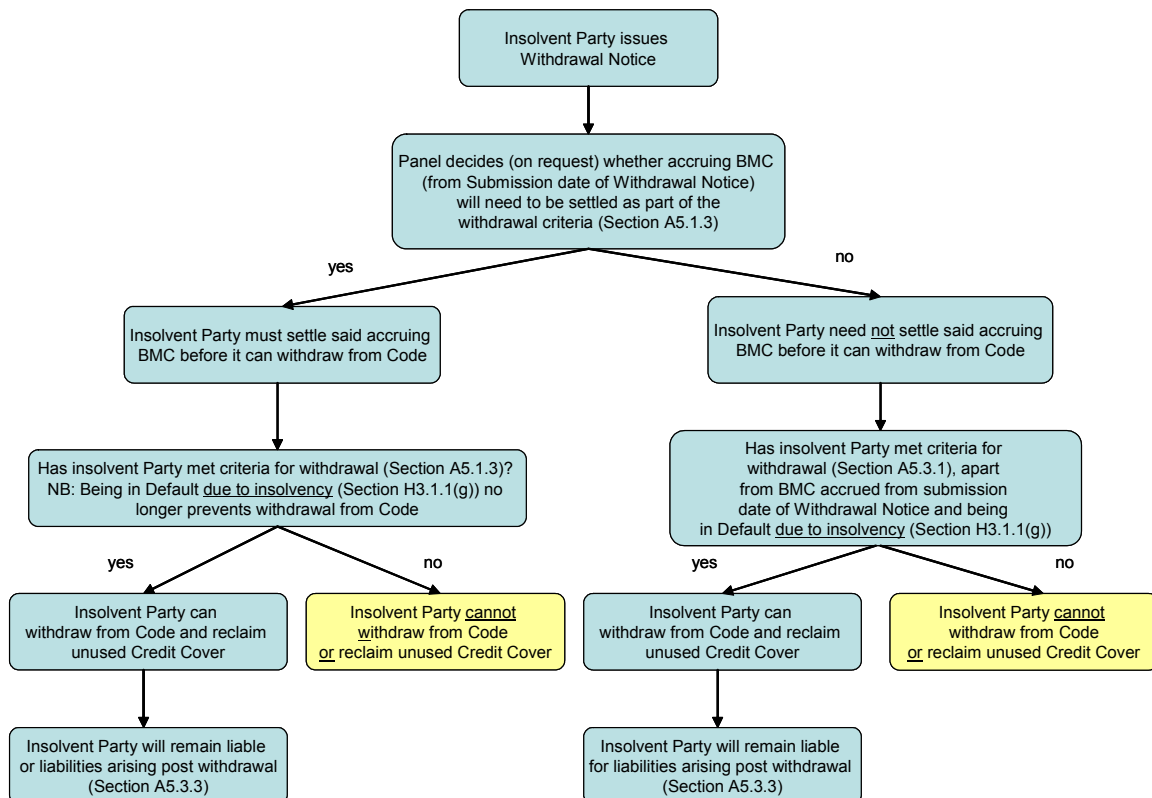 Insolvent Party issues
Withdrawal Notice
Panel decides (on request) whether accruing BMC
(from Submission date of Withdrawal Notice)
will need to be settled as part of the
withdrawal criteria (Section A5.1.3)
yes
no
Insolvent Party must settle said accruing
BMC before it can withdraw from Code
Insolvent Party need not settle said accruing
BMC before it can withdraw from Code
Has insolvent Party met criteria for withdrawal (Section A5.1.3)?
NB: Being in Default due to insolvency (Section H3.1.1(g)) no
longer prevents withdrawal from Code
Has insolvent Party met criteria for
withdrawal (Section A5.3.1), apart
from BMC accrued from submission
date of Withdrawal Notice and being
in Default due to insolvency (Section H3.1.1(g))
yes
no
yes
no
Insolvent Party can
withdraw from Code and reclaim
unused Credit Cover
Insolvent Party cannot
withdraw from Code
or reclaim unused Credit Cover
Insolvent Party can
withdraw from Code and reclaim
unused Credit Cover
Insolvent Party cannot
withdraw from Code
or reclaim unused Credit Cover
Insolvent Party will remain liable
or liabilities arising post withdrawal
(Section A5.3.3)
Insolvent Party will remain liable
for liabilities arising post withdrawal
(Section A5.3.3)